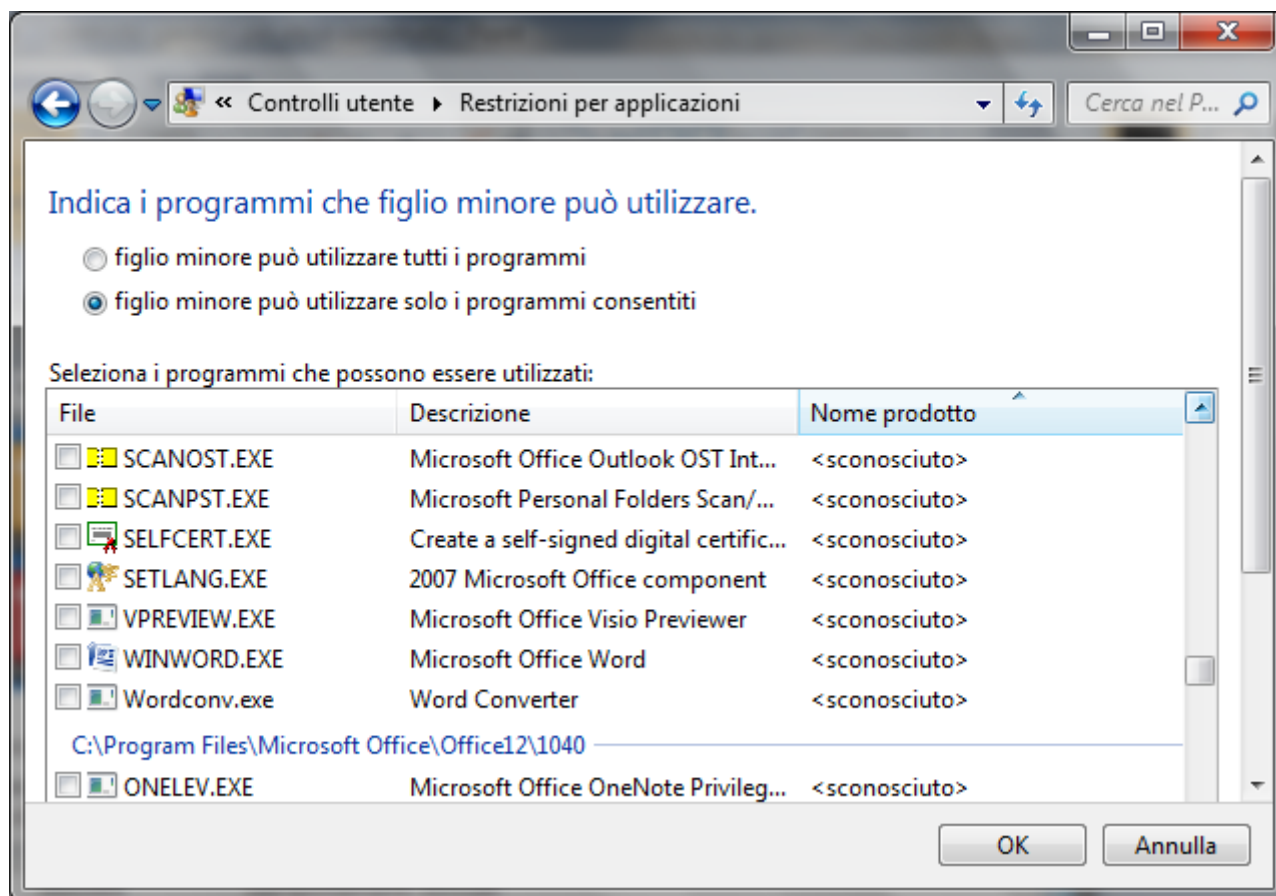 « Controlli utente ▸ Restrizioni per applicazioni
Cerca nel P...
Indica i programmi che figlio minore può utilizzare.
figlio minore può utilizzare tutti i programmi
figlio minore può utilizzare solo i programmi consentiti
Seleziona i programmi che possono essere utilizzati:
File Descrizione Nome prodotto
SCANOST.EXE Microsoft Office Outlook OST Int... <sconosciuto>
SCANPST.EXE Microsoft Personal Folders Scan/... <sconosciuto>
SELFCERT.EXE Create a self-signed digital certific... <sconosciuto>
SETLANG.EXE 2007 Microsoft Office component <sconosciuto>
VPREVIEW.EXE Microsoft Office Visio Previewer <sconosciuto>
WINWORD.EXE Microsoft Office Word <sconosciuto>
Wordconv.exe Word Converter <sconosciuto>
C:\Program Files\Microsoft Office\Office12\1040
ONELEV.EXE Microsoft Office OneNote Privileg... <sconosciuto>
OK Annulla